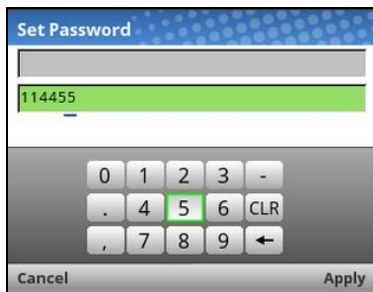 Set Password
114455
0 1 2 3 -
. 4 5 6 CLR
, 7 8 9 ←
Cancel Apply